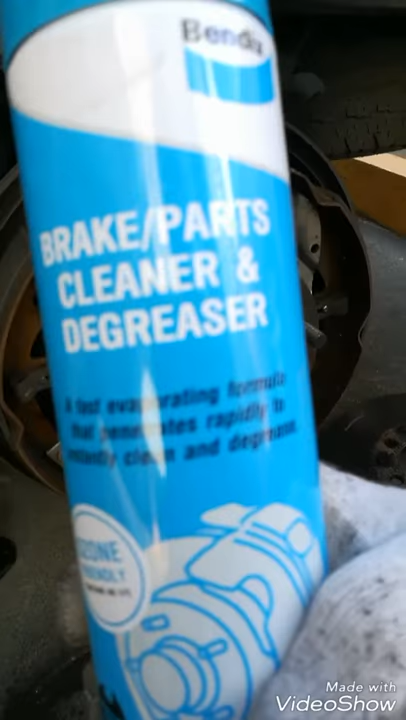 Bendix
BRAKE/PARTS
CLEANER &
DEGREASER
A fast evaporating formula
that penetrates rapidly to
instantly clean and degrease
OZONE
FRIENDLY
Made with
VideoShow